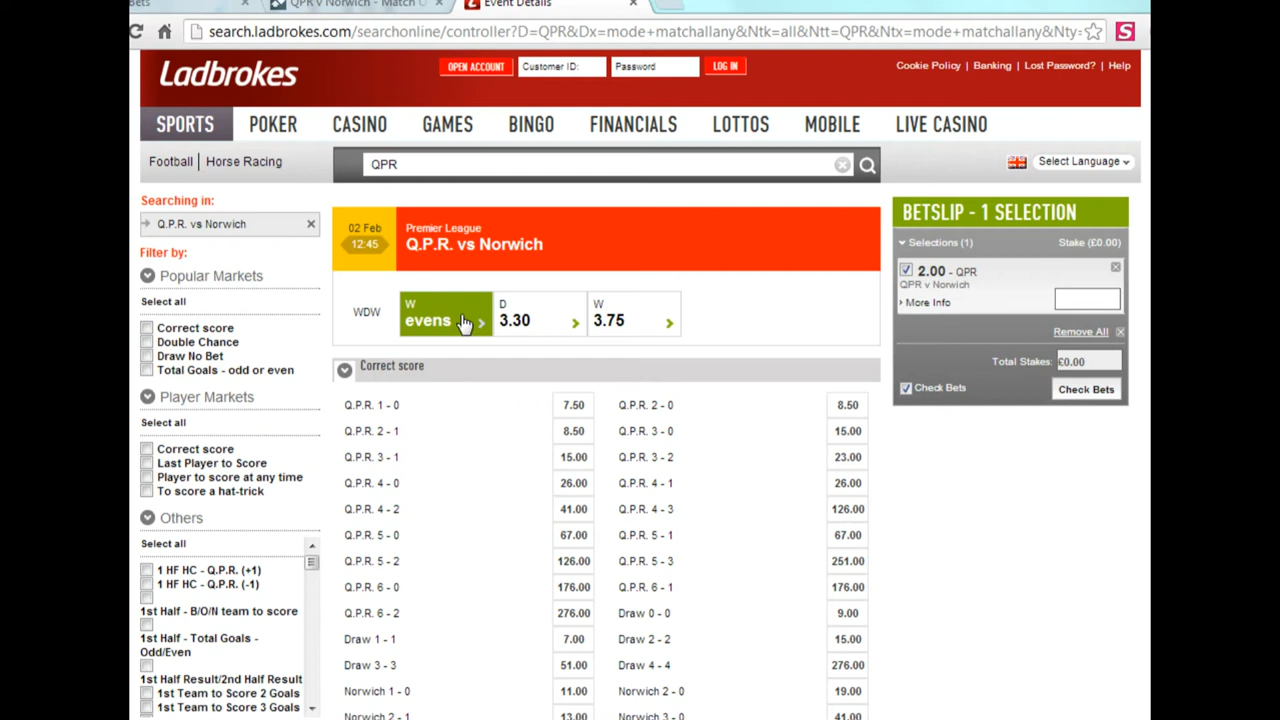 Bets
QPR v Norwich - Match O
Event Details
search.ladbrokes.com/searchonline/controller?D=QPR&Dx=mode+matchallany&Ntk=all&Ntt=QPR&Ntx=mode+matchallany&Nty=
Ladbrokes
OPEN ACCOUNT Customer ID: Password LOG IN
Cookie Policy | Banking | Lost Password? | Help
SPORTS POKER CASINO GAMES BINGO FINANCIALS LOTTOS MOBILE LIVE CASINO
Football | Horse Racing
QPR
Select Language
Searching in:
Q.P.R. vs Norwich
Filter by:
Popular Markets
Select all
Correct score
Double Chance
Draw No Bet
Total Goals - odd or even
Player Markets
Select all
Correct score
Last Player to Score
Player to score at any time
To score a hat-trick
Others
Select all
1 HF HC - Q.P.R. (+1)
1 HF HC - Q.P.R. (-1)
1st Half - B/O/N team to score
1st Half - Total Goals -
Odd/Even
1st Half Result/2nd Half Result
1st Team to Score 2 Goals
1st Team to Score 3 Goals
02 Feb
12:45
Premier League
Q.P.R. vs Norwich
WDW
W
evens
D
3.30
W
3.75
Correct score
Q.P.R. 1 - 0 7.50 Q.P.R. 2 - 0 8.50
Q.P.R. 2 - 1 8.50 Q.P.R. 3 - 0 15.00
Q.P.R. 3 - 1 15.00 Q.P.R. 3 - 2 23.00
Q.P.R. 4 - 0 26.00 Q.P.R. 4 - 1 26.00
Q.P.R. 4 - 2 41.00 Q.P.R. 4 - 3 126.00
Q.P.R. 5 - 0 67.00 Q.P.R. 5 - 1 67.00
Q.P.R. 5 - 2 126.00 Q.P.R. 5 - 3 251.00
Q.P.R. 6 - 0 176.00 Q.P.R. 6 - 1 176.00
Q.P.R. 6 - 2 276.00 Draw 0 - 0 9.00
Draw 1 - 1 7.00 Draw 2 - 2 15.00
Draw 3 - 3 51.00 Draw 4 - 4 276.00
Norwich 1 - 0 11.00 Norwich 2 - 0 19.00
Norwich 2 - 1 13.00 Norwich 3 - 0 41.00
BETSLIP - 1 SELECTION
Selections (1) Stake (£0.00)
2.00 - QPR
QPR v Norwich
More Info
Remove All
Total Stakes: £0.00
Check Bets Check Bets